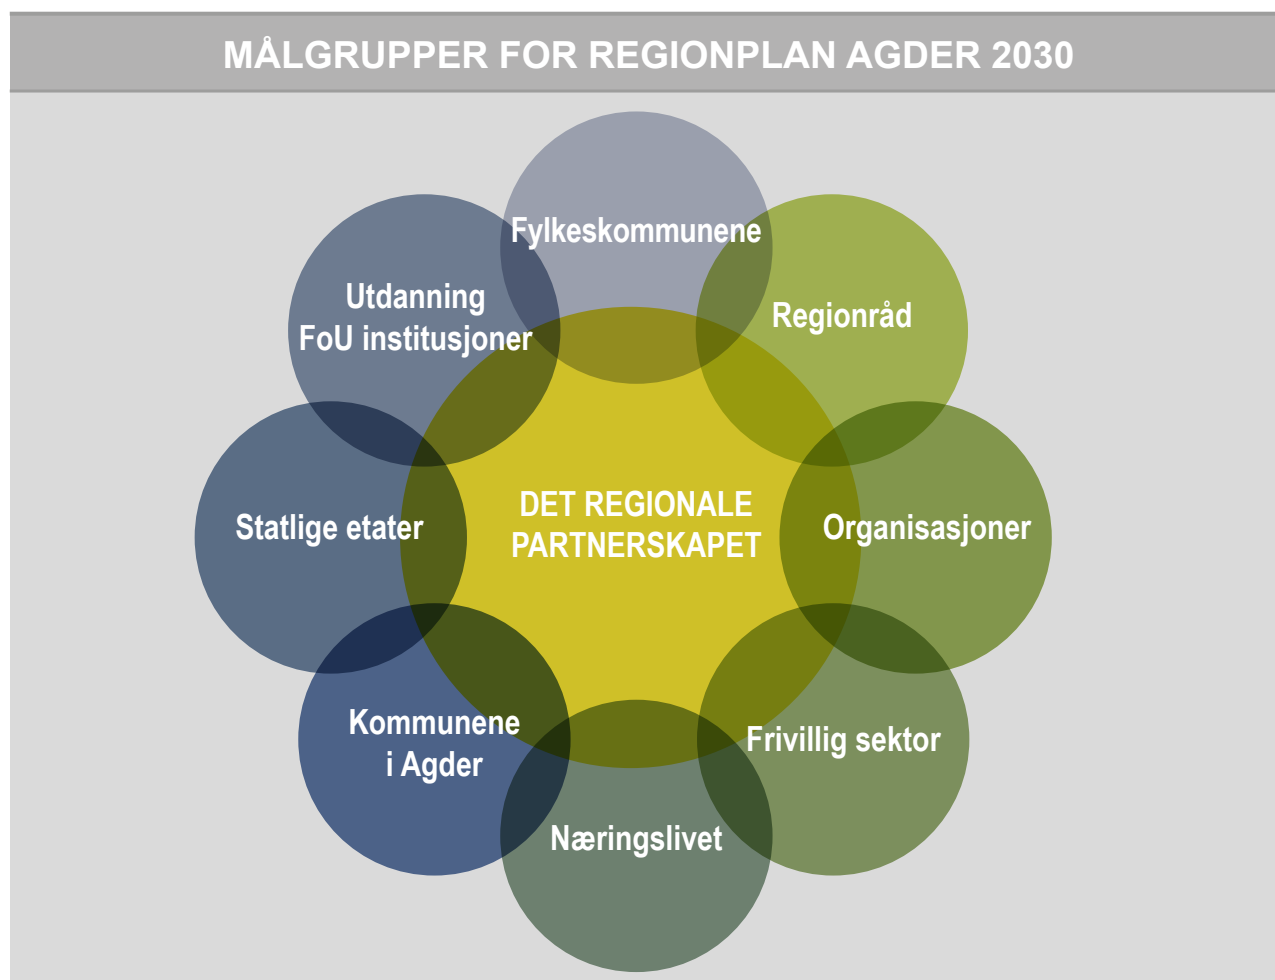 MÅLGRUPPER FOR REGIONPLAN AGDER 2030
Fylkeskommunene
Utdanning
FoU institusjoner
Regionråd
Statlige etater
DET REGIONALE
PARTNERSKAPET
Organisasjoner
Kommunene
i Agder
Frivillig sektor
Næringslivet